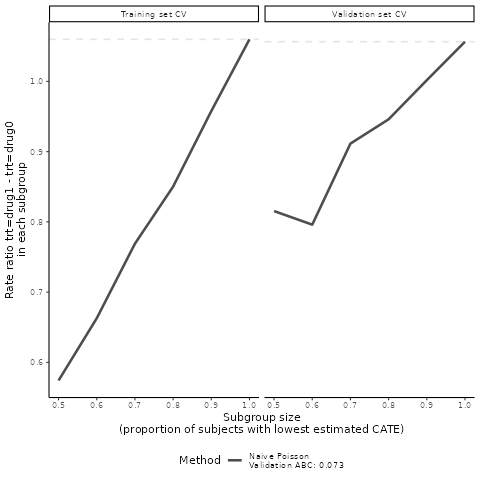 Training set CV
Validation set CV
Rate ratio trt=drug1 - trt=drug0
in each subgroup
1.0
0.9
0.8
0.7
0.6
0.5 0.6 0.7 0.8 0.9 1.0
0.5 0.6 0.7 0.8 0.9 1.0
Subgroup size
(proportion of subjects with lowest estimated CATE)
Method
Naive Poisson
Validation ABC: 0.073